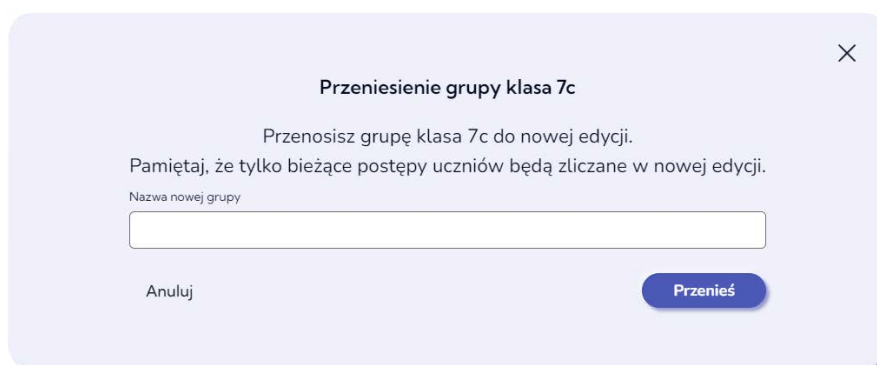 Przeniesienie grupy klasa 7c
Przenosisz grupę klasa 7c do nowej edycji.
Pamiętaj, że tylko bieżące postępy uczniów będą zliczane w nowej edycji.
Nazwa nowej grupy
Anuluj
Przenieś